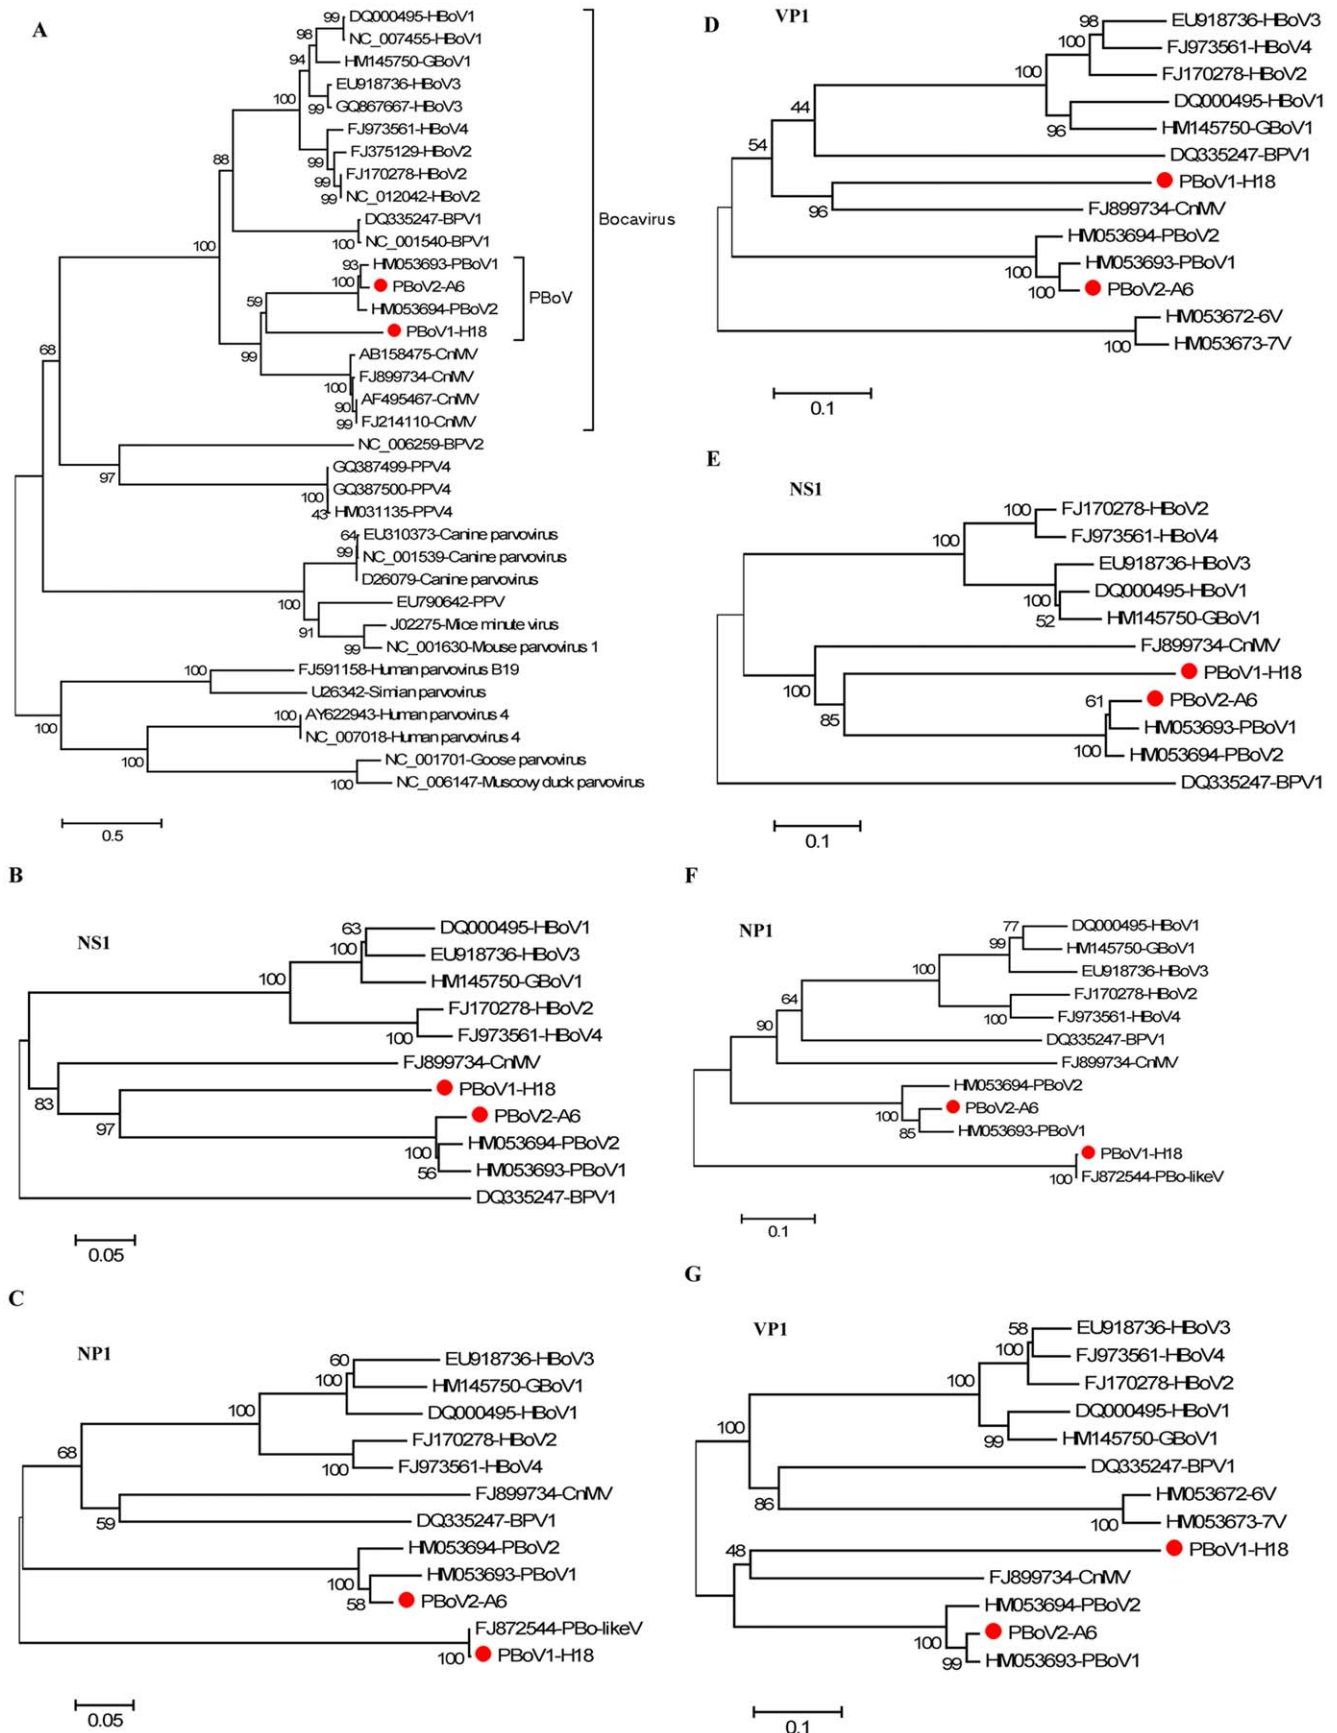 A
99 DQ000495-HBoV1
98 NC_007455-HBoV1
94 HM145750-GBoV1
EU918736-HBoV3
100
99 GQ867667-HBoV3
FJ973561-HBoV4
99 FJ375129-HBoV2
88
99 FJ170278-HBoV2
99 NC_012042-HBoV2
DQ335247-BPV1
Bocavirus
100 NC_001540-BPV1
100
93 HM053693-PBoV1
100 PBoV2-A6
PBoV
59 HM053694-PBoV2
PBoV1-H18
68
99 AB158475-CnMV
100 FJ899734-CnMV
90 AF495467-CnMV
99 FJ214110-CnMV
NC_006259-BPV2
97 GQ387499-PPV4
100 GQ387500-PPV4
43 HM031135-PPV4
64 EU310373-Canine parvovirus
99 NC_001539-Canine parvovirus
D26079-Canine parvovirus
100 EU790642-PPV
91 J02275-Mice minute virus
99 NC_001630-Mouse parvovirus 1
100 FJ591158-Human parvovirus B19
U26342-Simian parvovirus
100 AY622943-Human parvovirus 4
100
NC_007018-Human parvovirus 4
100 NC_001701-Goose parvovirus
100 NC_006147-Muscovy duck parvovirus
0.5
B
NS1
63 DQ000495-HBoV1
100 EU918736-HBoV3
100 HM145750-GBoV1
FJ170278-HBoV2
100 FJ973561-HBoV4
FJ899734-CnMV
83 PBoV1-H18
97 PBoV2-A6
100 HM053694-PBoV2
56 HM053693-PBoV1
DQ335247-BPV1
0.05
C
NP1
60 EU918736-HBoV3
100 HM145750-GBoV1
100 DQ000495-HBoV1
FJ170278-HBoV2
68
100 FJ973561-HBoV4
FJ899734-CnMV
59 DQ335247-BPV1
HM053694-PBoV2
100 HM053693-PBoV1
58 PBoV2-A6
FJ872544-PBo-likeV
100 PBoV1-H18
0.05
D
VP1
98 EU918736-HBoV3
100 FJ973561-HBoV4
100 FJ170278-HBoV2
44 DQ000495-HBoV1
96 HM145750-GBoV1
54 DQ335247-BPV1
PBoV1-H18
96 FJ899734-CnMV
HM053694-PBoV2
100 HM053693-PBoV1
100 PBoV2-A6
HM053672-6V
100 HM053673-7V
0.1
E
NS1
100 FJ170278-HBoV2
100 FJ973561-HBoV4
EU918736-HBoV3
100 DQ000495-HBoV1
52 HM145750-GBoV1
FJ899734-CnMV
100 PBoV1-H18
85 61 PBoV2-A6
HM053693-PBoV1
100 HM053694-PBoV2
DQ335247-BPV1
0.1
F
NP1
77 DQ000495-HBoV1
99 HM145750-GBoV1
100 EU918736-HBoV3
64 FJ170278-HBoV2
100 FJ973561-HBoV4
90
DQ335247-BPV1
FJ899734-CnMV
HM053694-PBoV2
100 PBoV2-A6
85 HM053693-PBoV1
PBoV1-H18
100 FJ872544-PBo-likeV
0.1
G
VP1
58 EU918736-HBoV3
100 FJ973561-HBoV4
100 FJ170278-HBoV2
DQ000495-HBoV1
100
99 HM145750-GBoV1
DQ335247-BPV1
86 HM053672-6V
100 HM053673-7V
48 PBoV1-H18
FJ899734-CnMV
HM053694-PBoV2
100 PBoV2-A6
99 HM053693-PBoV1
0.1